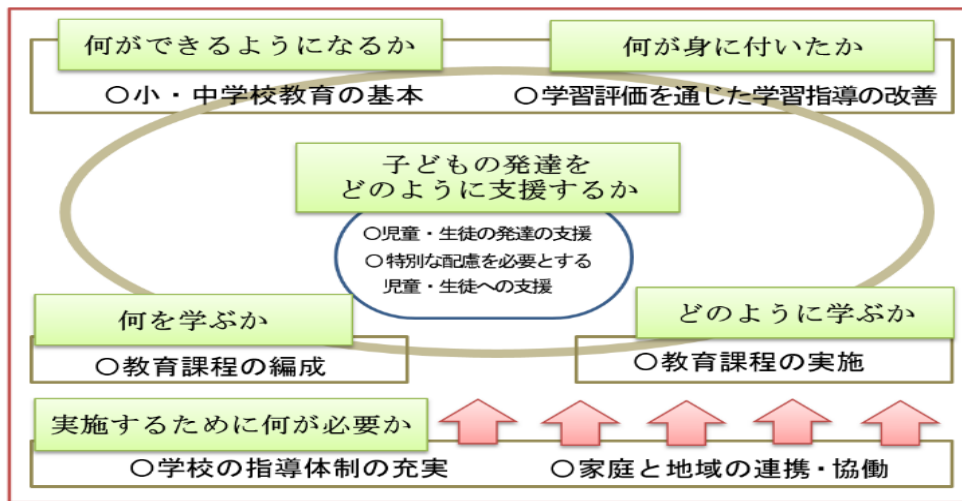 何ができるようになるか
○小・中学校教育の基本
何が身に付いたか
○学習評価を通じた学習指導の改善
子どもの発達を
どのように支援するか
○児童・生徒の発達の支援
○特別な配慮を必要とする
児童・生徒への支援
何を学ぶか
○教育課程の編成
どのように学ぶか
○教育課程の実施
実施するために何が必要か
○学校の指導体制の充実
○家庭と地域の連携・協働